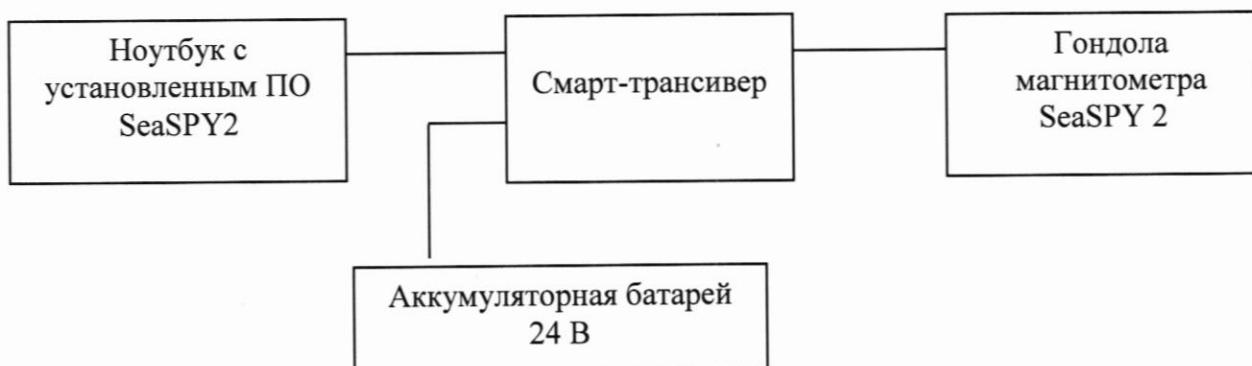 Ноутбук с
установленным ПО
SeaSPY2
Смарт-трансивер
Гондола
магнитометра
SeaSPY 2
Аккумуляторная батарей
24 В